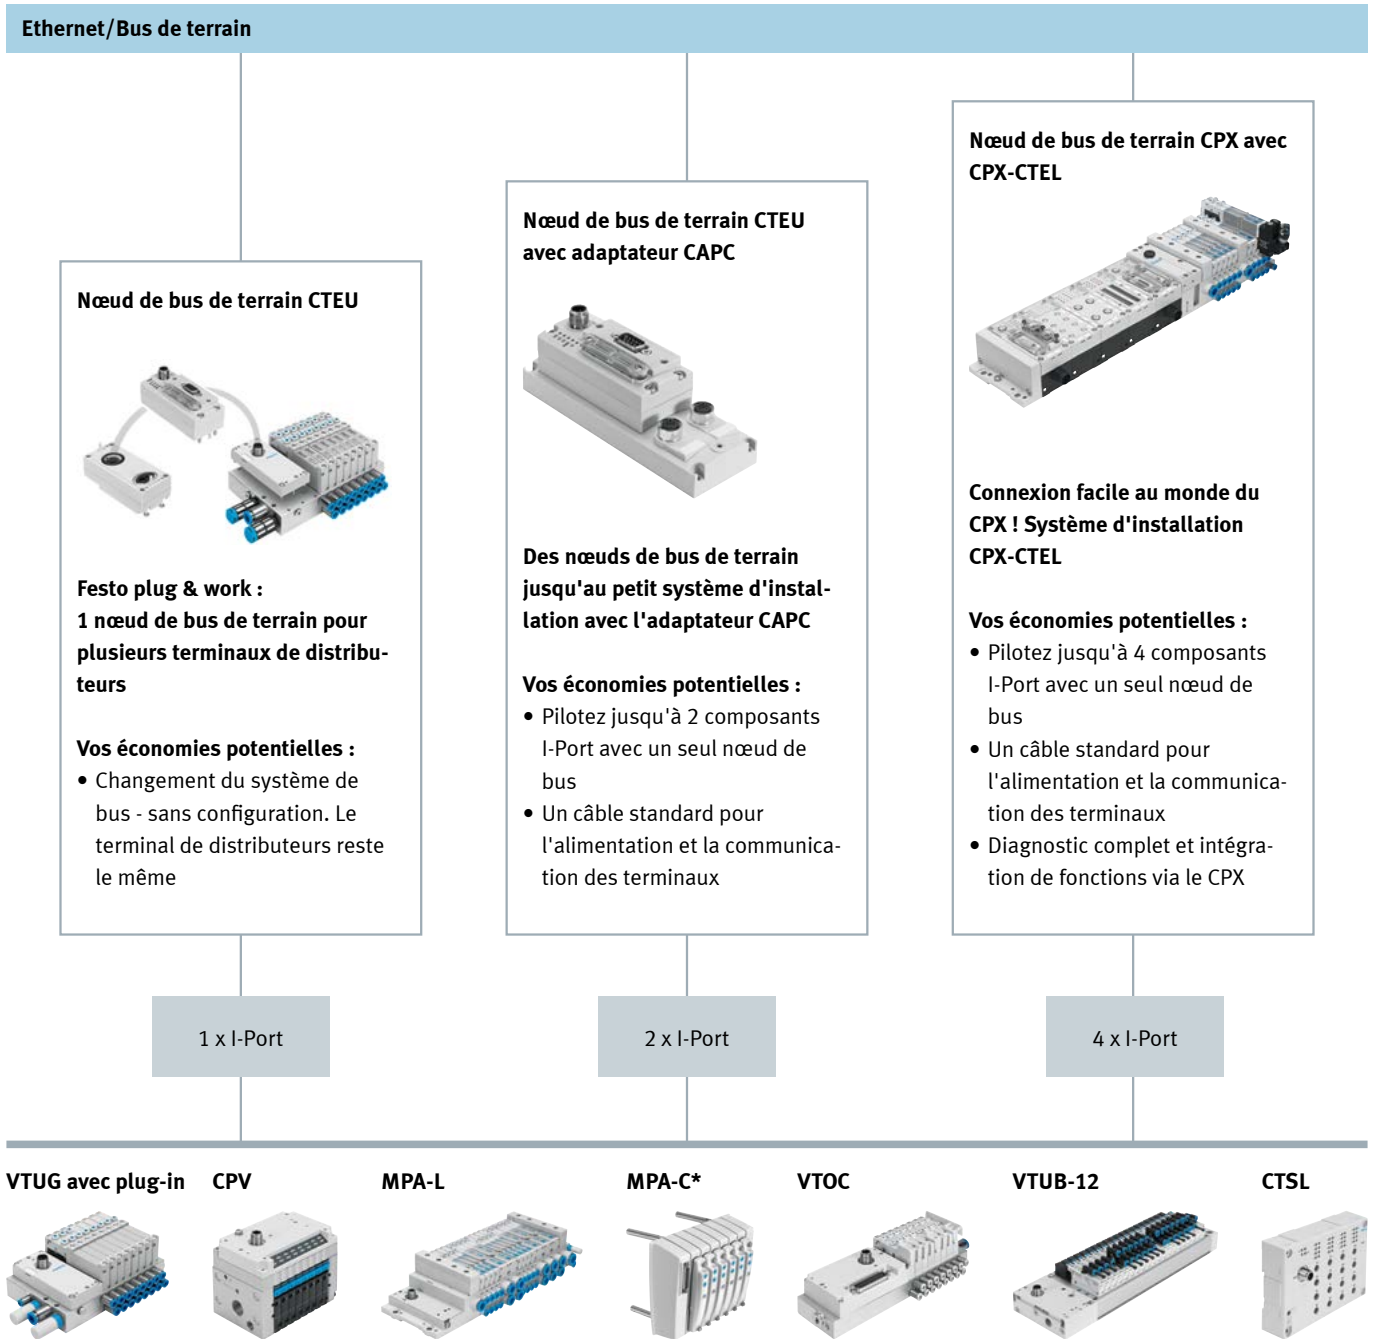 Ethernet/Bus de terrain
Nœud de bus de terrain CTEU
Festo plug & work :
1 nœud de bus de terrain pour
plusieurs terminaux de distribu-
teurs
Vos économies potentielles :
• Changement du système de
bus - sans configuration. Le
terminal de distributeurs reste
le même
1 x I-Port
Nœud de bus de terrain CTEU
avec adaptateur CAPC
Des nœuds de bus de terrain
jusqu'au petit système d'instal-
lation avec l'adaptateur CAPC
Vos économies potentielles :
• Pilotez jusqu'à 2 composants
I-Port avec un seul nœud de
bus
• Un câble standard pour
l'alimentation et la communica-
tion des terminaux
2 x I-Port
Nœud de bus de terrain CPX avec
CPX-CTEL
Connexion facile au monde du
CPX ! Système d'installation
CPX-CTEL
Vos économies potentielles :
• Pilotez jusqu'à 4 composants
I-Port avec un seul nœud de
bus
• Un câble standard pour
l'alimentation et la communica-
tion des terminaux
• Diagnostic complet et intégra-
tion de fonctions via le CPX
4 x I-Port
VTUG avec plug-in
CPV
MPA-L
MPA-C*
VTOC
VTUB-12
CTSL